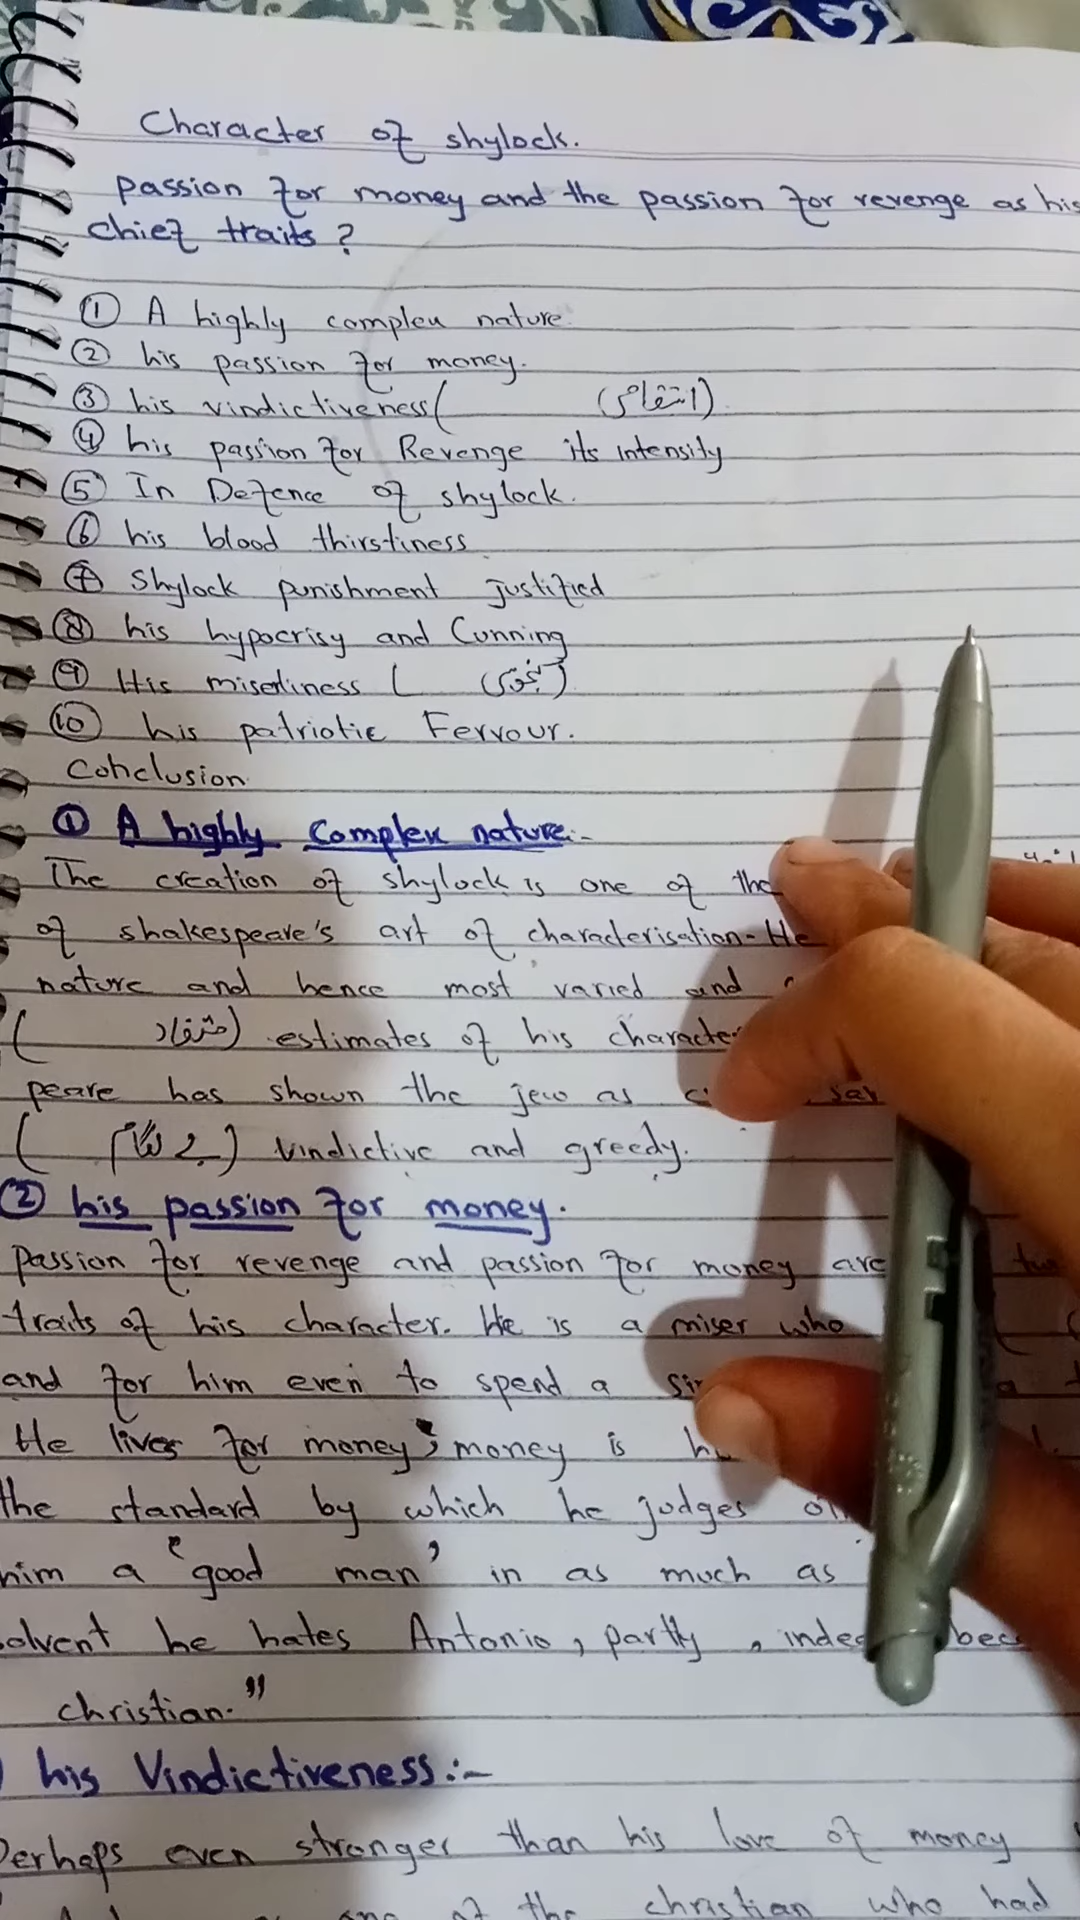 Character of shylock.
passion for money and the passion for revenge as his
chief traits ?
① A highly complex nature.
② his passion for money.
③ his vindictiveness( (انتقامی)
④ his passion for Revenge its intensity
⑤ In Defence of shylock.
⑥ his blood thirstiness
⑦ Shylock punishment justified
⑧ his hypocrisy and Cunning
⑨ His miserliness ( کنجوسی)
⑩ his patriotic Fervour.
Conclusion
① A highly Complex nature:-
The creation of shylock is one of the
of shakespeare's art of characterisation- He
nature and hence most varied and
( متضاد) estimates of his character
peare has shown the jew as
( بے لگام) vindictive and greedy.
② his passion for money.
passion for revenge and passion for money are
traits of his character. He is a miser who
and for him even to spend a
He lives for money; money is
the standard by which he judges
him a 'good man' in as much as
solvent he hates Antonio, partly, indeed
christian."
his Vindictiveness:-
Perhaps even stronger than his love of money
of the christian who had